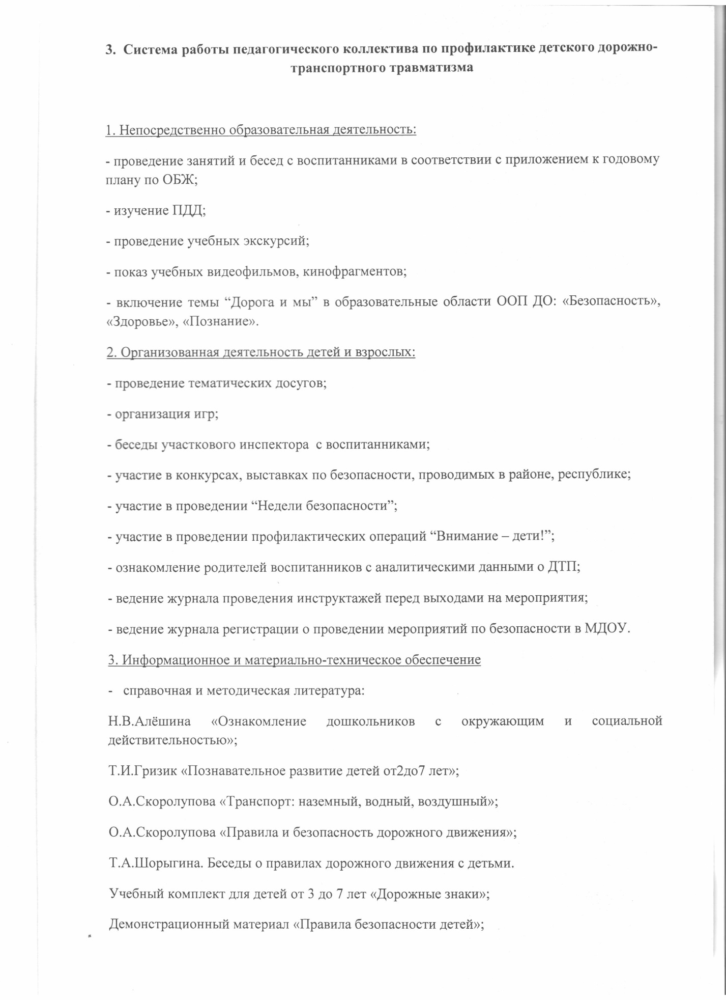 3. Система работы педагогического коллектива по профилактике детского дорожно-
транспортного травматизма
1. Непосредственно образовательная деятельность:
- проведение занятий и бесед с воспитанниками в соответствии с приложением к годовому
плану по ОБЖ;
- изучение ПДД;
- проведение учебных экскурсий;
- показ учебных видеофильмов, кинофрагментов;
- включение темы “Дорога и мы” в образовательные области ООП ДО: «Безопасность»,
«Здоровье», «Познание».
2. Организованная деятельность детей и взрослых:
- проведение тематических досугов;
- организация игр;
- беседы участкового инспектора с воспитанниками;
- участие в конкурсах, выставках по безопасности, проводимых в районе, республике;
- участие в проведении “Недели безопасности”;
- участие в проведении профилактических операций “Внимание – дети!”;
- ознакомление родителей воспитанников с аналитическими данными о ДТП;
- ведение журнала проведения инструктажей перед выходами на мероприятия;
- ведение журнала регистрации о проведении мероприятий по безопасности в МДОУ.
3. Информационное и материально-техническое обеспечение
- справочная и методическая литература:
Н.В.Алёшина «Ознакомление дошкольников с окружающим и социальной
действительностью»;
Т.И.Гризик «Познавательное развитие детей от2до7 лет»;
О.А.Скоролупова «Транспорт: наземный, водный, воздушный»;
О.А.Скоролупова «Правила и безопасность дорожного движения»;
Т.А.Шорыгина. Беседы о правилах дорожного движения с детьми.
Учебный комплект для детей от 3 до 7 лет «Дорожные знаки»;
Демонстрационный материал «Правила безопасности детей»;